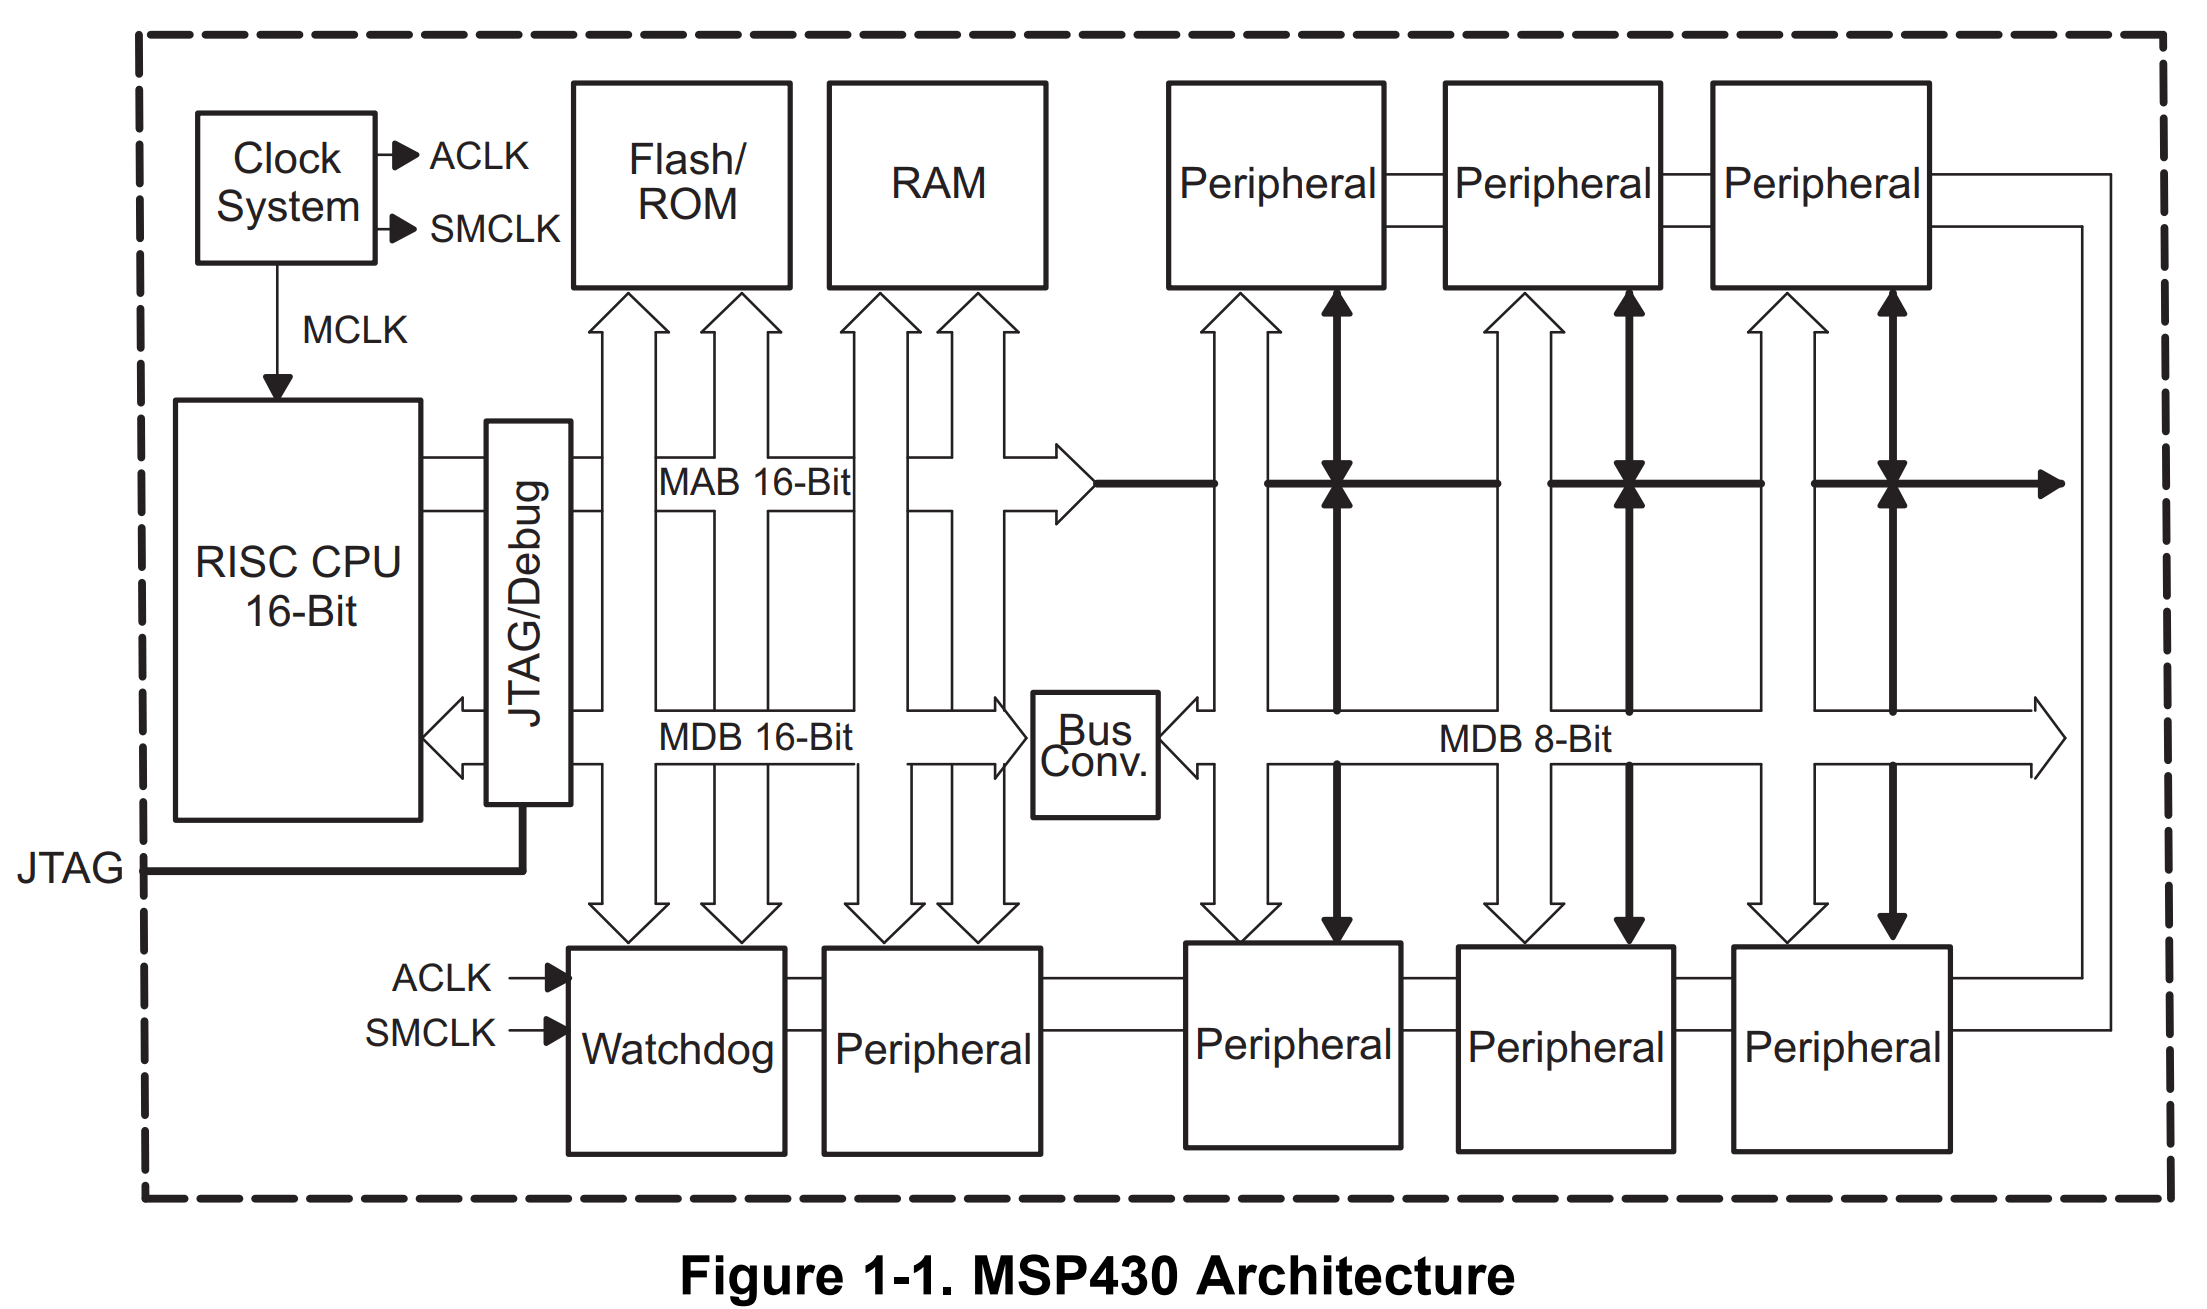 Clock
System
ACLK
SMCLK
MCLK
Flash/
ROM
RAM
Peripheral
Peripheral
Peripheral
RISC CPU
16-Bit
JTAG/Debug
MAB 16-Bit
MDB 16-Bit
Bus
Conv.
MDB 8-Bit
JTAG
ACLK
SMCLK
Watchdog
Peripheral
Peripheral
Peripheral
Peripheral
Figure 1-1. MSP430 Architecture